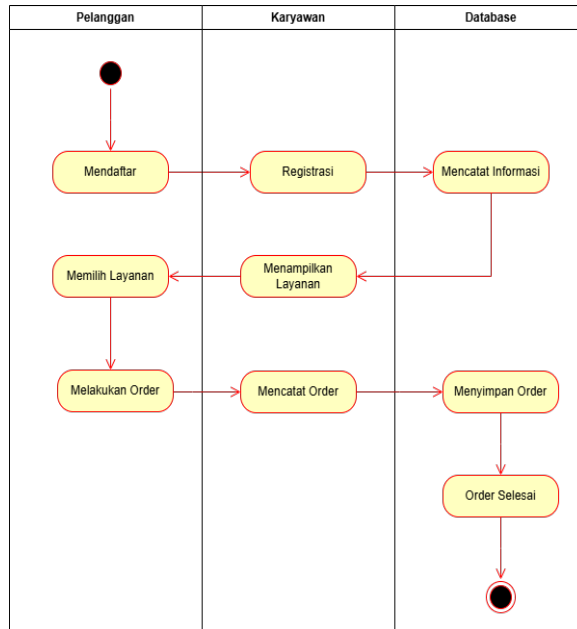 Pelanggan
Karyawan
Database
Mendaftar
Registrasi
Mencatat Informasi
Memilih Layanan
Menampilkan
Layanan
Melakukan Order
Mencatat Order
Menyimpan Order
Order Selesai